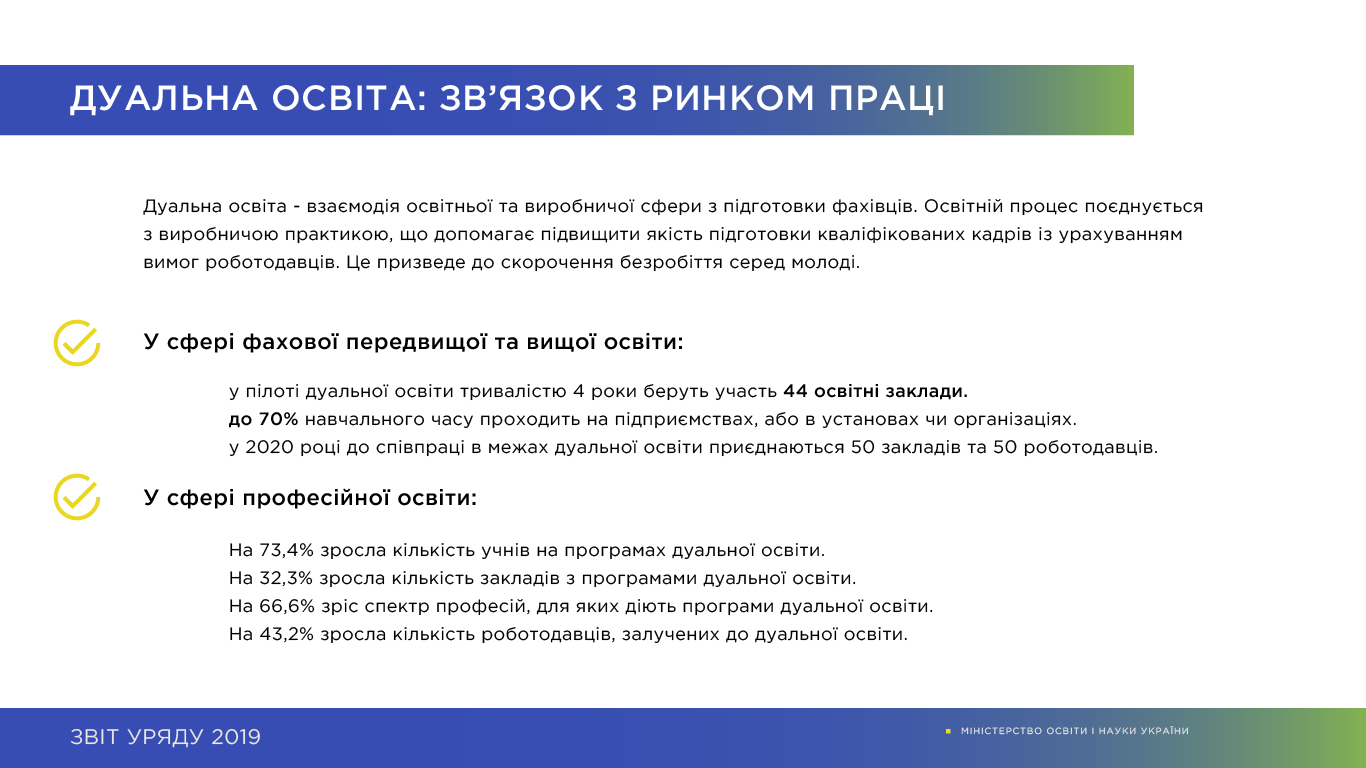 ДУАЛЬНА ОСВІТА: ЗВ’ЯЗОК З РИНКОМ ПРАЦІ
Дуальна освіта - взаємодія освітньої та виробничої сфери з підготовки фахівців. Освітній процес поєднується
з виробничою практикою, що допомагає підвищити якість підготовки кваліфікованих кадрів із урахуванням
вимог роботодавців. Це призведе до скорочення безробіття серед молоді.
У сфері фахової передвищої та вищої освіти:
у пілоті дуальної освіти тривалістю 4 роки беруть участь 44 освітні заклади.
до 70% навчального часу проходить на підприємствах, або в установах чи організаціях.
у 2020 році до співпраці в межах дуальної освіти приєднаються 50 закладів та 50 роботодавців.
У сфері професійної освіти:
На 73,4% зросла кількість учнів на програмах дуальної освіти.
На 32,3% зросла кількість закладів з програмами дуальної освіти.
На 66,6% зріс спектр професій, для яких діють програми дуальної освіти.
На 43,2% зросла кількість роботодавців, залучених до дуальної освіти.
ЗВІТ УРЯДУ 2019
МІНІСТЕРСТВО ОСВІТИ І НАУКИ УКРАЇНИ